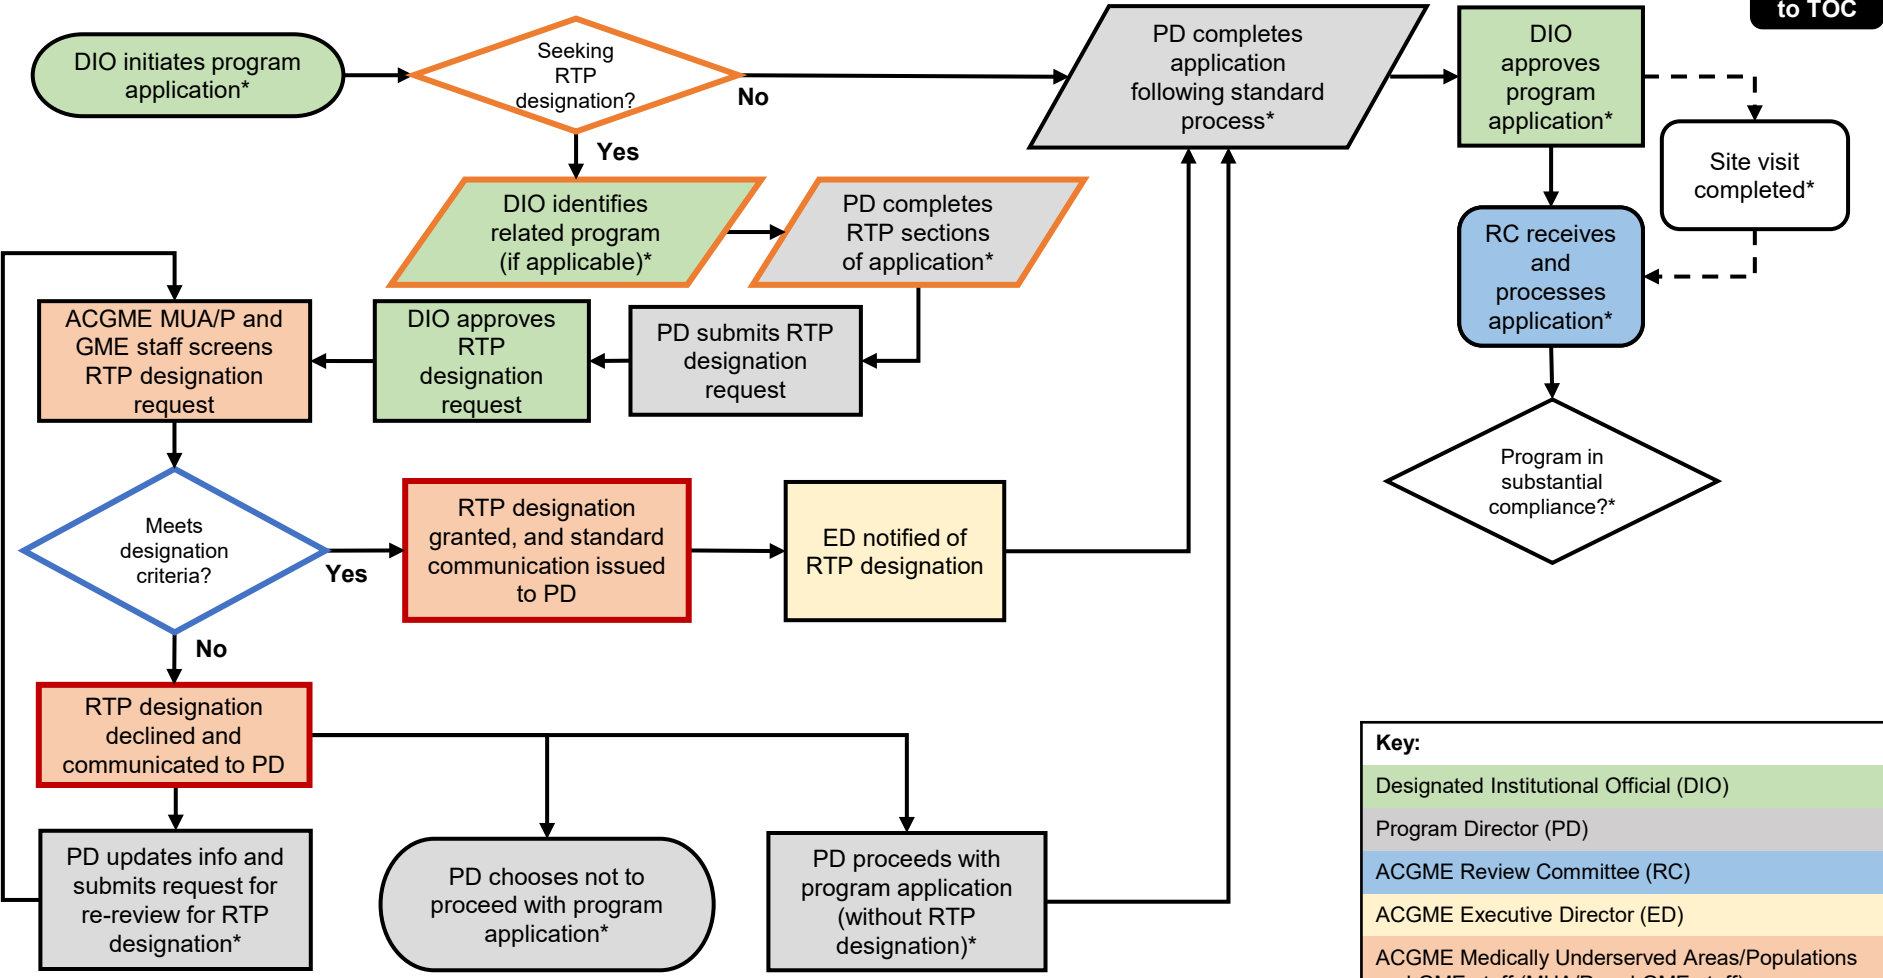 to TOC
DIO initiates program
application*
Seeking
RTP
designation?
No
Yes
PD completes
application
following standard
process*
DIO
approves
program
application*
Site visit
completed*
DIO identifies
related program
(if applicable)*
PD completes
RTP sections
of application*
RC receives
and
processes
application*
ACGME MUA/P and
GME staff screens
RTP designation
request
DIO approves
RTP
designation
request
PD submits RTP
designation
request
Program in
substantial
compliance?*
Meets
designation
criteria?
Yes
No
RTP designation
granted, and standard
communication issued
to PD
ED notified of
RTP designation
RTP designation
declined and
communicated to PD
PD updates info and
submits request for
re-review for RTP
designation*
PD chooses not to
proceed with program
application*
PD proceeds with
program application
(without RTP
designation)*
Key:
Designated Institutional Official (DIO)
Program Director (PD)
ACGME Review Committee (RC)
ACGME Executive Director (ED)
ACGME Medically Underserved Areas/Populations